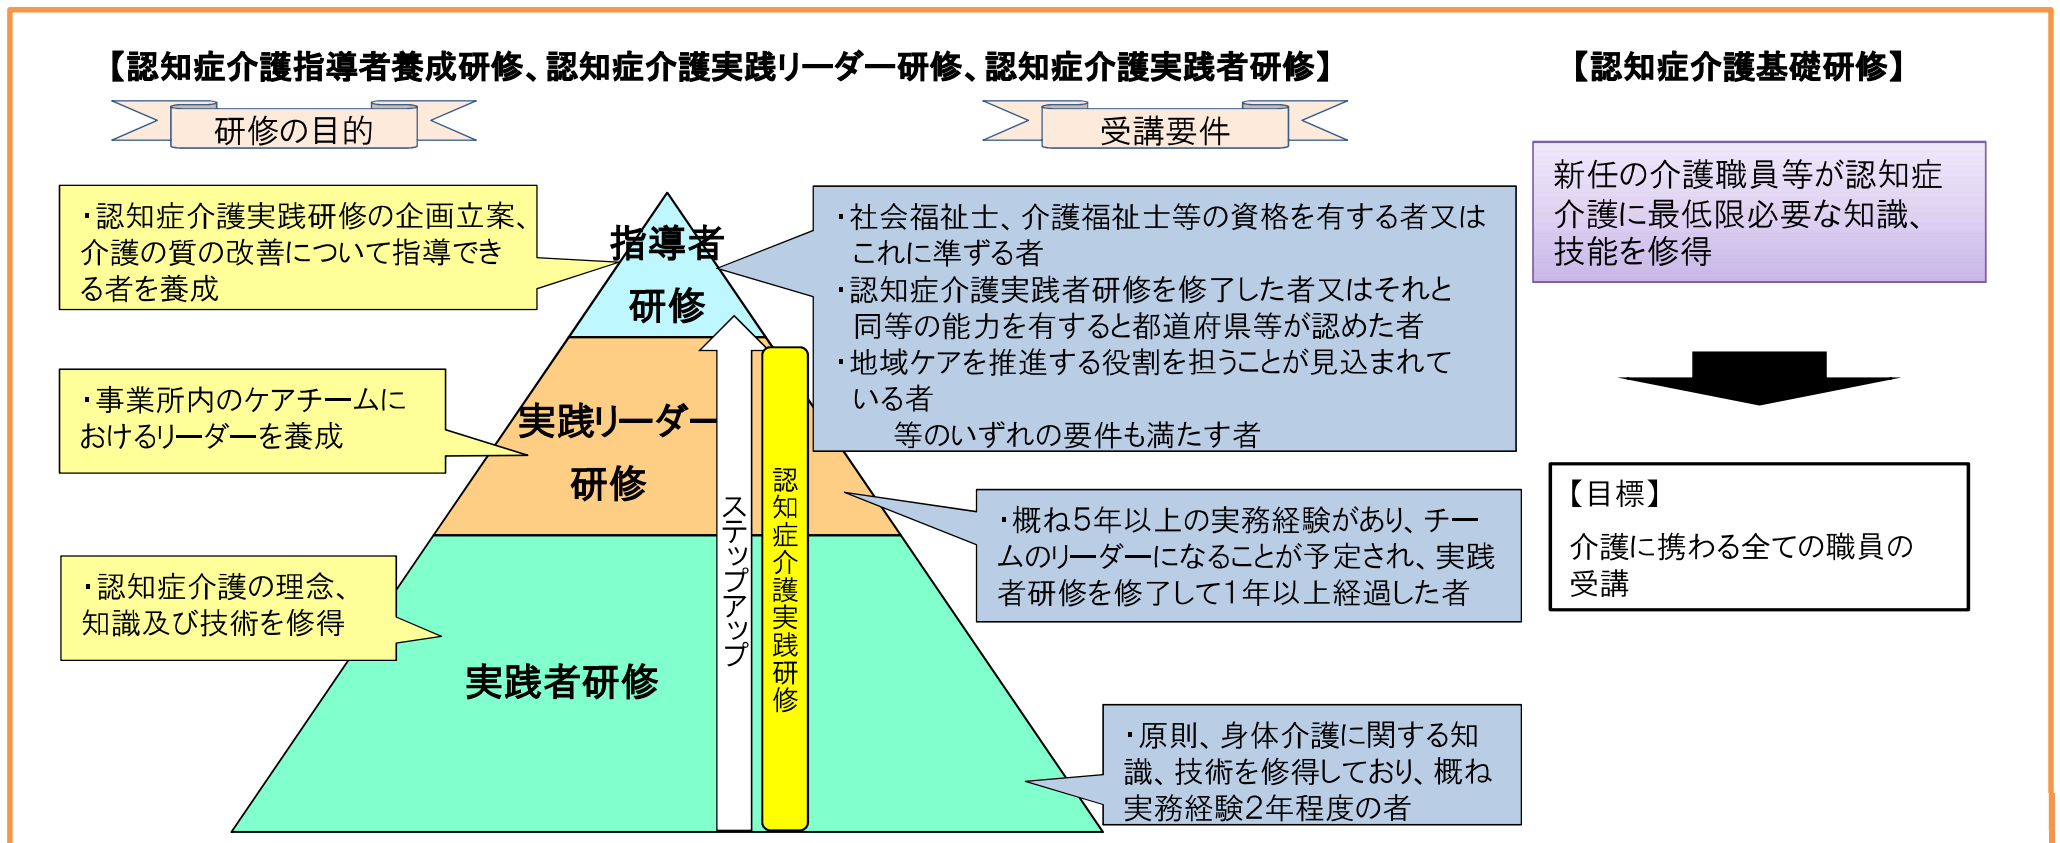 【認知症介護指導者養成研修、認知症介護実践リーダー研修、認知症介護実践者研修】
研修の目的
受講要件
・認知症介護実践研修の企画立案、
介護の質の改善について指導でき
る者を養成
指導者
研修
・社会福祉士、介護福祉士等の資格を有する者又は
これに準ずる者
・認知症介護実践者研修を修了した者又はそれと
同等の能力を有すると都道府県等が認めた者
・地域ケアを推進する役割を担うことが見込まれて
いる者
等のいずれの要件も満たす者
・事業所内のケアチームに
おけるリーダーを養成
実践リーダー
研修
・概ね5年以上の実務経験があり、チー
ムのリーダーになることが予定され、実践
者研修を修了して1年以上経過した者
・認知症介護の理念、
知識及び技術を修得
実践者研修
・原則、身体介護に関する知
識、技術を修得しており、概ね
実務経験2年程度の者
ステップアップ
認知症介護実践研修
【認知症介護基礎研修】
新任の介護職員等が認知症
介護に最低限必要な知識、
技能を修得
【目標】
介護に携わる全ての職員の
受講